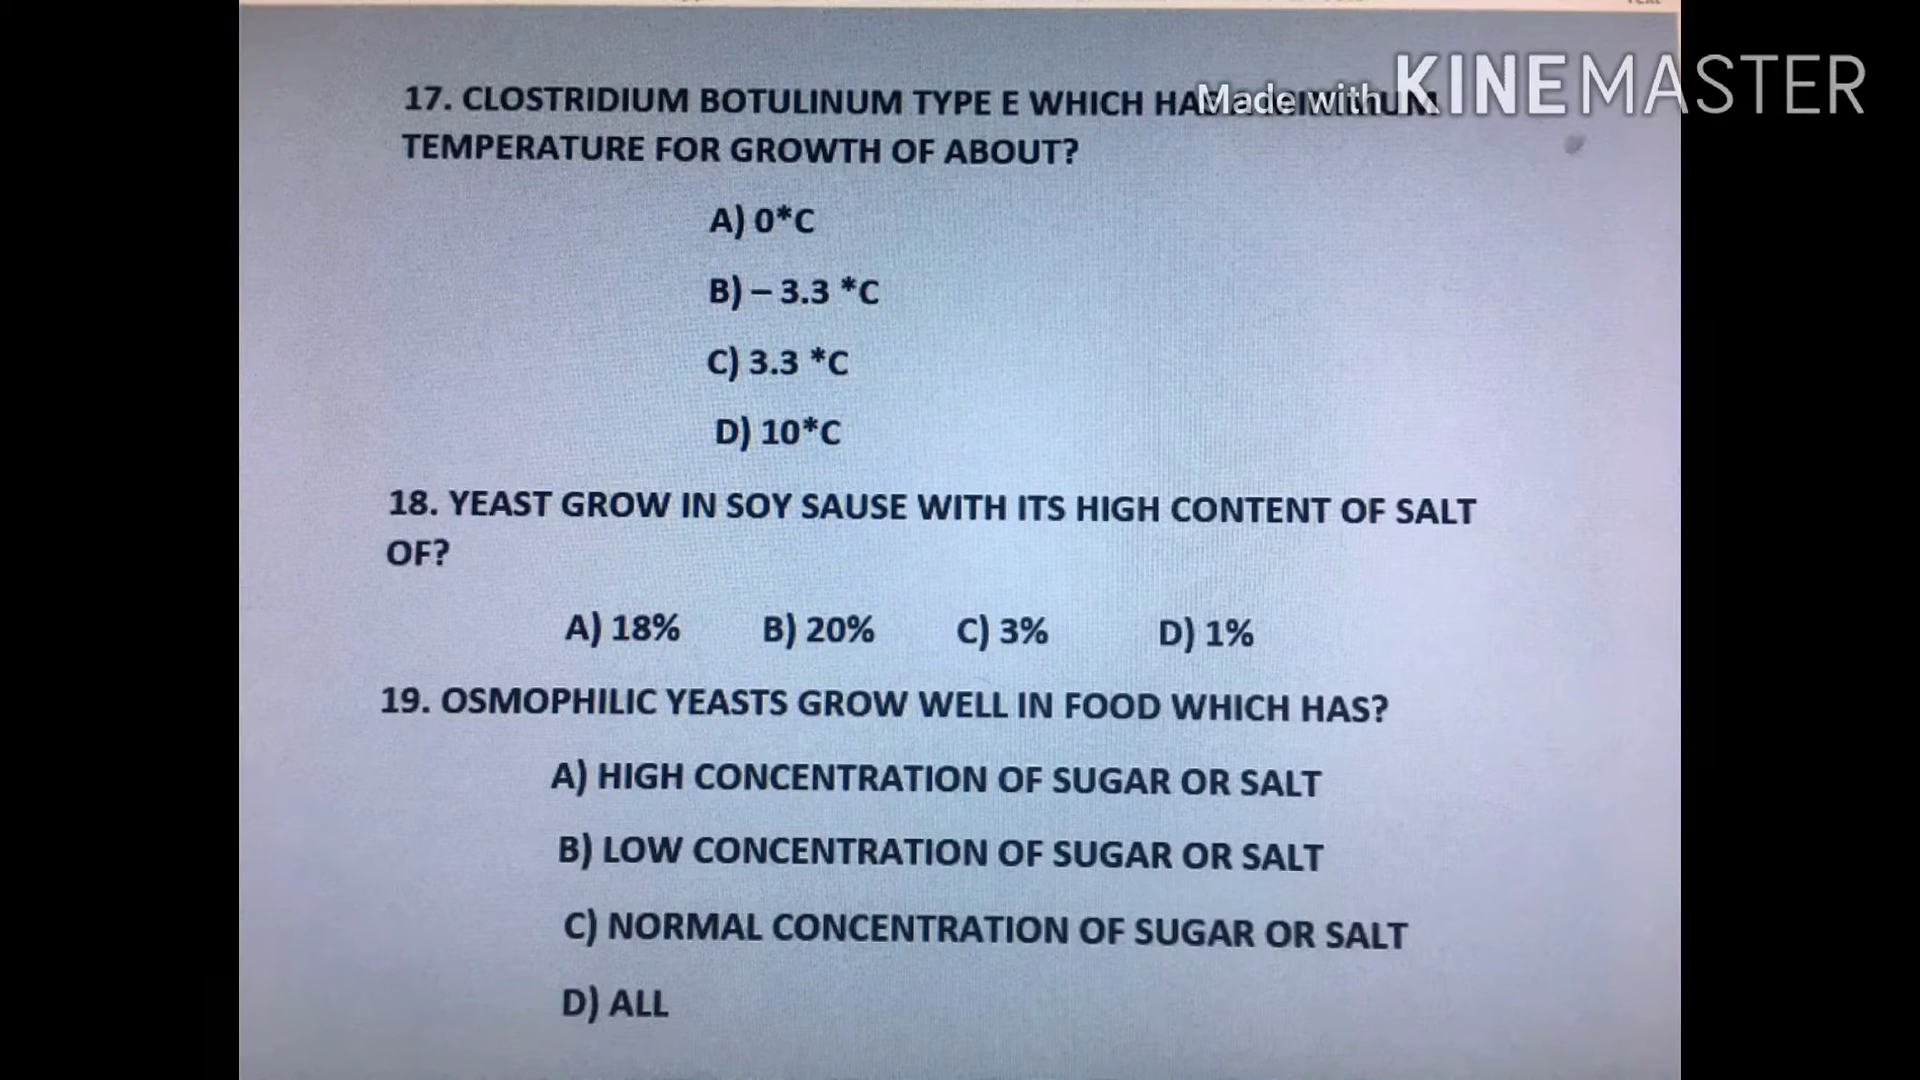 17. CLOSTRIDIUM BOTULINUM TYPE E WHICH
Made with KINEMASTER
TEMPERATURE FOR GROWTH OF ABOUT?
A) 0*C
B) – 3.3 *C
C) 3.3 *C
D) 10*C
18. YEAST GROW IN SOY SAUSE WITH ITS HIGH CONTENT OF SALT
OF?
A) 18% B) 20% C) 3% D) 1%
19. OSMOPHILIC YEASTS GROW WELL IN FOOD WHICH HAS?
A) HIGH CONCENTRATION OF SUGAR OR SALT
B) LOW CONCENTRATION OF SUGAR OR SALT
C) NORMAL CONCENTRATION OF SUGAR OR SALT
D) ALL